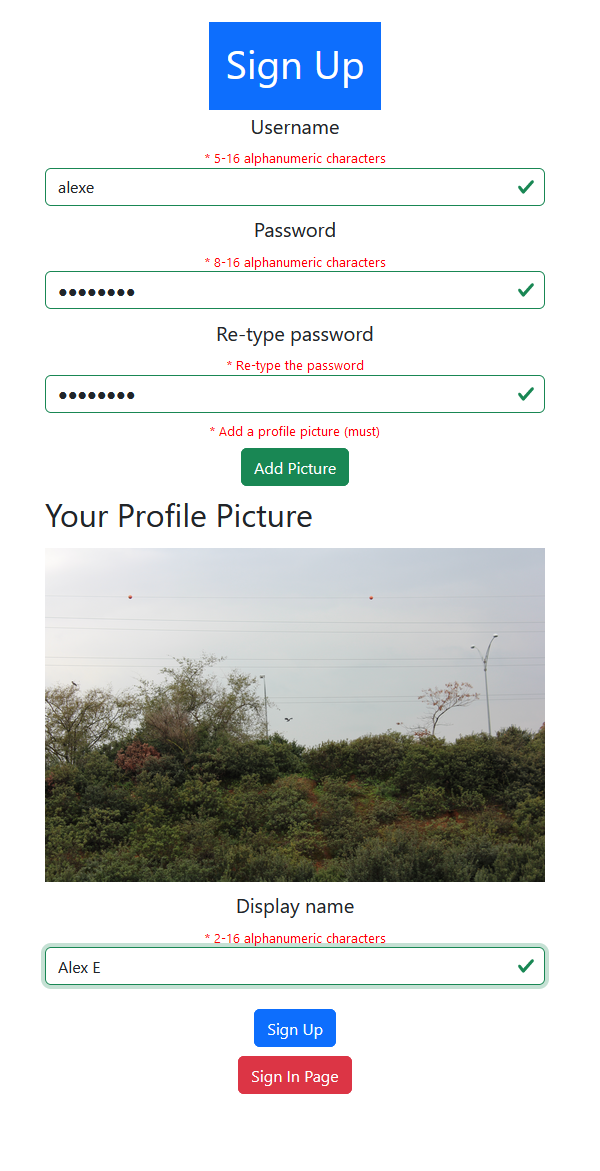 Sign Up
Username
* 5-16 alphanumeric characters
alexe
Password
* 8-16 alphanumeric characters
●●●●●●●●
Re-type password
* Re-type the password
●●●●●●●●
* Add a profile picture (must)
Add Picture
Your Profile Picture
Display name
* 2-16 alphanumeric characters
Alex E
Sign Up
Sign In Page